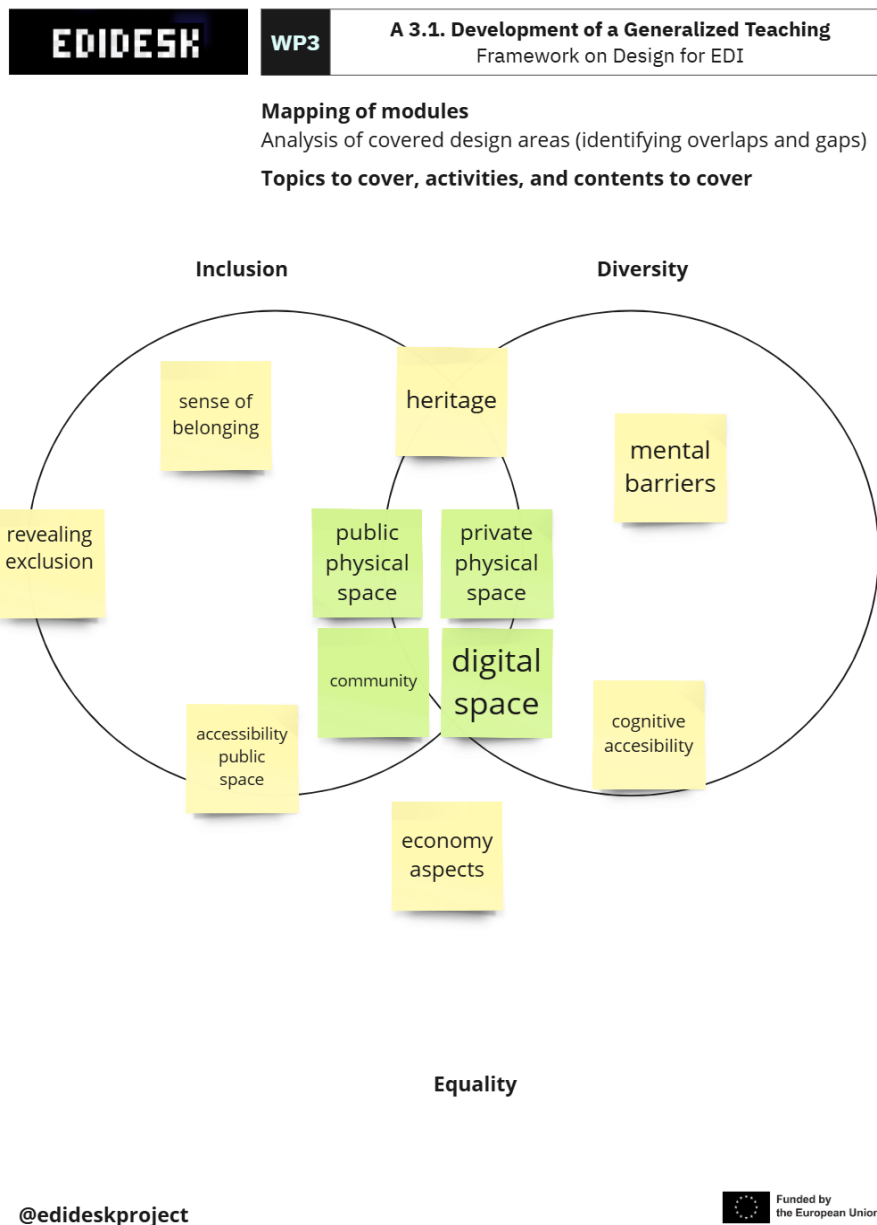 EDIDESK
WP3
A 3.1. Development of a Generalized Teaching
Framework on Design for EDI
Mapping of modules
Analysis of covered design areas (identifying overlaps and gaps)
Topics to cover, activities, and contents to cover
Inclusion
Diversity
sense of
belonging
heritage
mental
barriers
revealing
exclusion
public
physical
space
private
physical
space
community
digital
space
accessibility
public
space
cognitive
accesibility
economy
aspects
Equality
@edideskproject
Funded by
the European Union